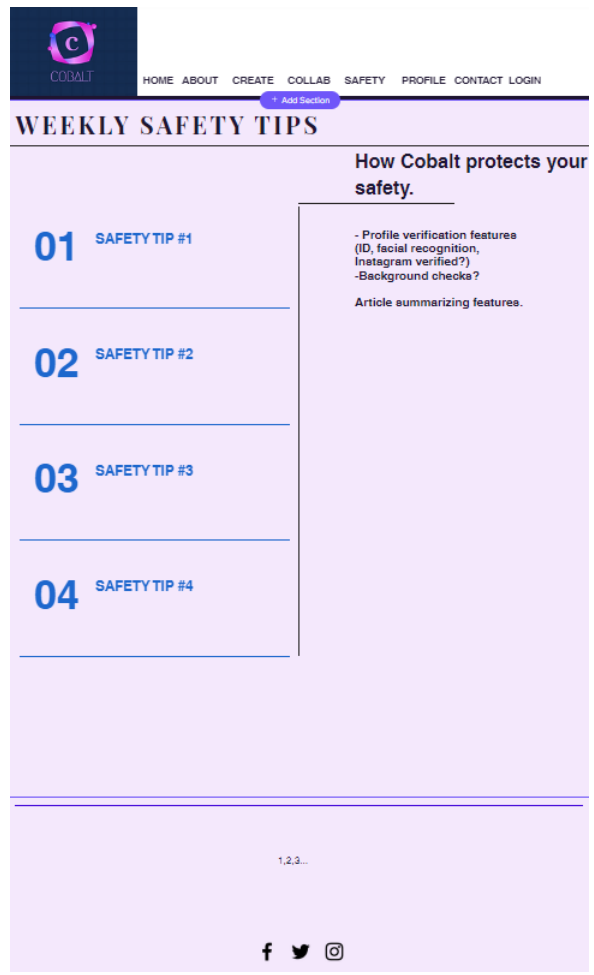 C
COBALT
HOME ABOUT CREATE COLLAB SAFETY PROFILE CONTACT LOGIN
+ Add Section
WEEKLY SAFETY TIPS
How Cobalt protects your
safety.
01 SAFETY TIP #1
- Profile verification features
(ID, facial recognition,
Instagram verified?)
-Background checks?
Article summarizing features.
02 SAFETY TIP #2
03 SAFETY TIP #3
04 SAFETY TIP #4
1,2,3...